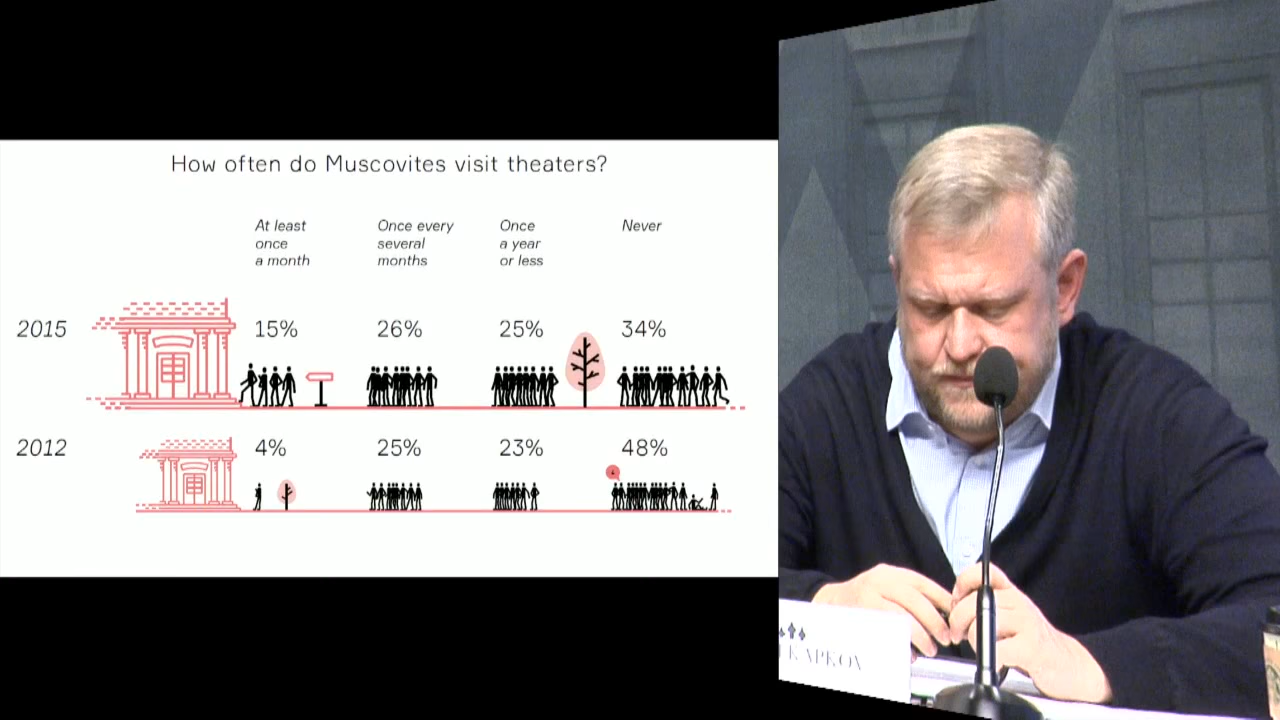 How often do Muscovites visit theaters?
At least
once
a month
Once every
several
months
Once
a year
or less
Never
2015
15%
26%
25%
34%
2012
4%
25%
23%
48%
KAPKOV